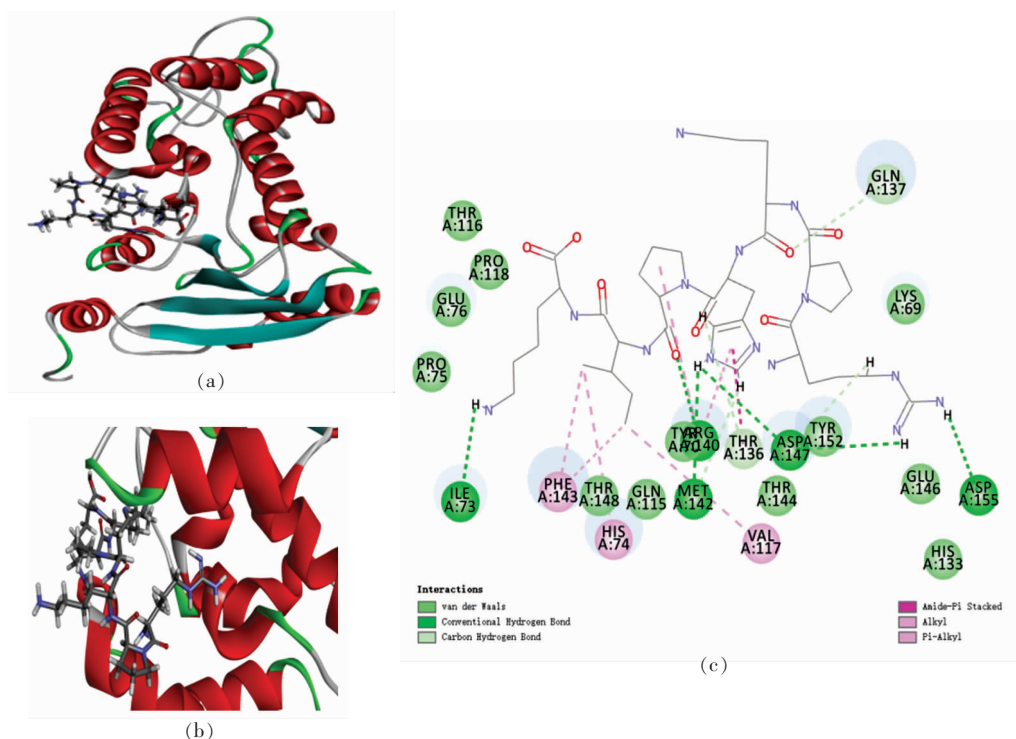 (a)
(b)
THR
A:116
PRO
A:118
GLU
A:76
PRO
A:75
ILE
A:73
PHE
A:143
THR
A:148
HIS
A:74
GLN
A:115
MET
A:142
ARG
A:140
THR
A:136
ASP
A:147
TYR
A:152
THR
A:144
VAL
A:117
GLU
A:146
ASP
A:155
HIS
A:133
LYS
A:69
GLN
A:137
N
N
O
O
O
N
O
N
N
O
O
N
O
O
N
O
N
N
N
N
N
N
H
H
H
H
H
H
H
Interactions
van der Waals
Conventional Hydrogen Bond
Carbon Hydrogen Bond
Amide-Pi Stacked
Alkyl
Pi-Alkyl
(c)